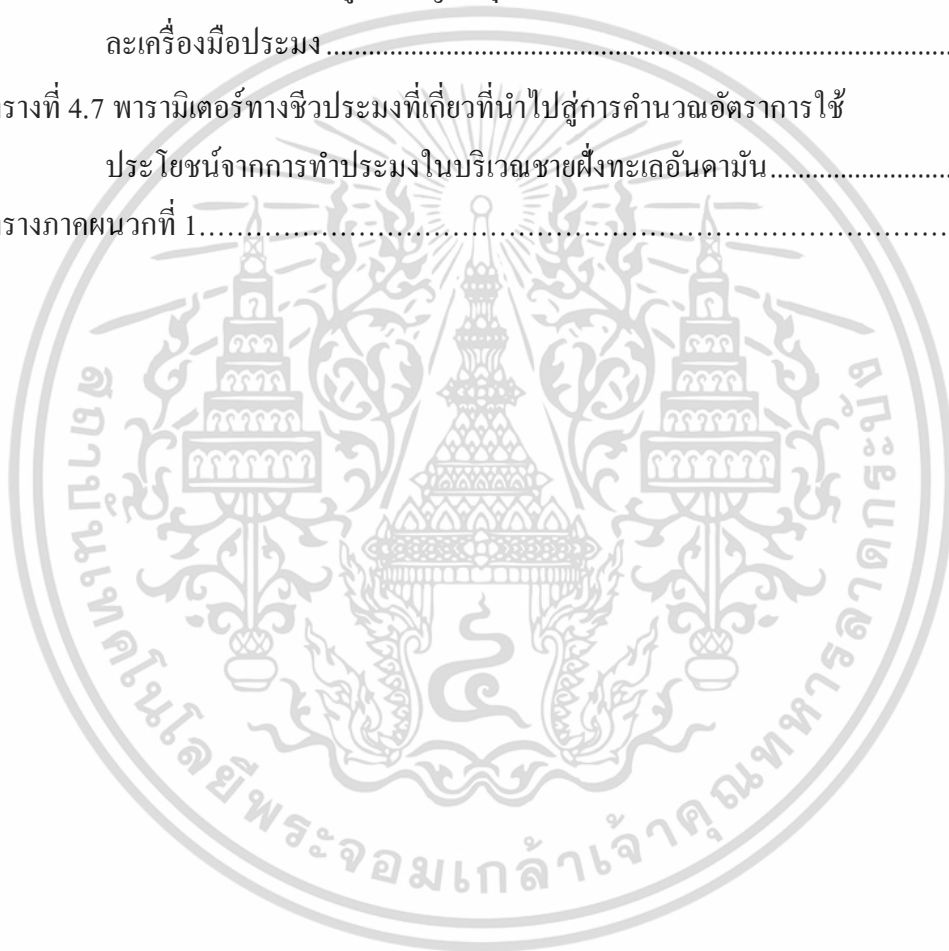 ละเครื่องมือประมง
รางที่ 4.7 พารามิเตอร์ทางชีวประมงที่เกี่ยวที่นำไปสู่การคำนวณอัตราการใช้
ประโยชน์จากการทำประมงในบริเวณชายฝั่งทะเลอันดามัน
รางภาคผนวกที่ 1
สถาบันเทคโนโลยีพระจอมเกล้าเจ้าคุณทหารลาดกระบัง